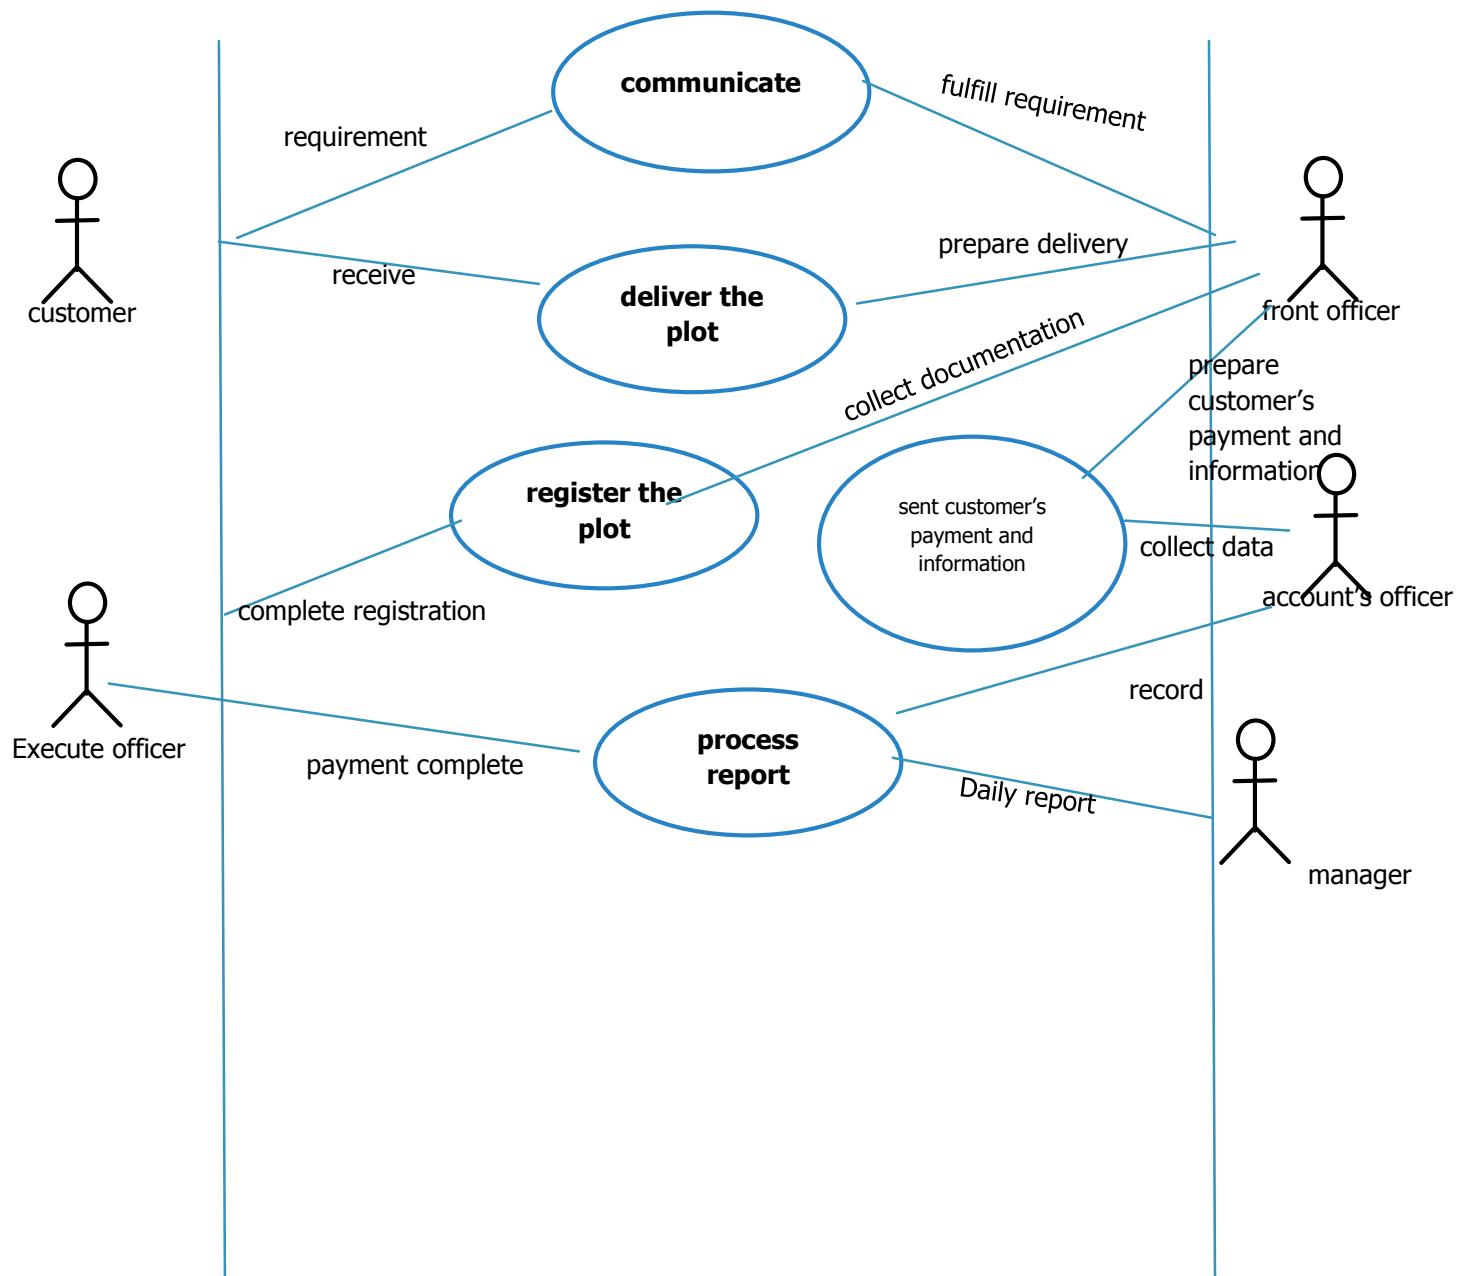 communicate
fulfill requirement
requirement
prepare delivery
receive
deliver the
plot
customer
front officer
collect documentation
prepare
customer’s
payment and
information
register the
plot
sent customer’s
payment and
information
collect data
account’s officer
complete registration
record
Execute officer
payment complete
process
report
Daily report
manager